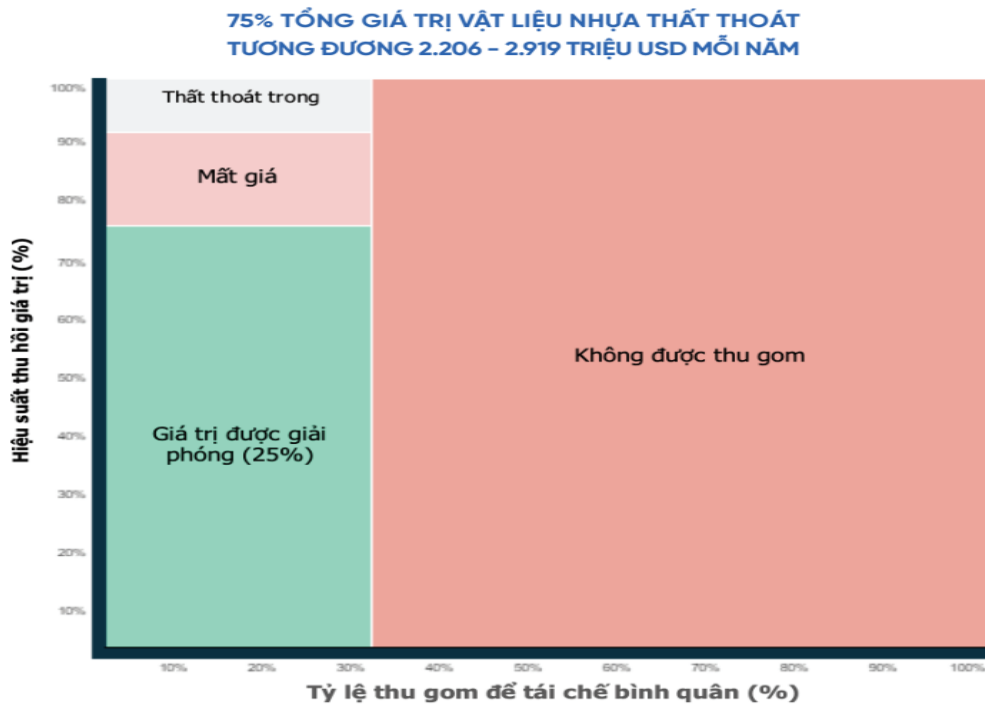 75% TỔNG GIÁ TRỊ VẬT LIỆU NHỰA THẤT THOÁT
TƯƠNG ĐƯƠNG 2.206 – 2.919 TRIỆU USD MỖI NĂM
Hiệu suất thu hồi giá trị (%)
100%
90%
80%
70%
60%
50%
40%
30%
20%
10%
Thất thoát trong
Mất giá
Giá trị được giải
phóng (25%)
Không được thu gom
10% 20% 30% 40% 50% 60% 70% 80% 90% 100%
Tỷ lệ thu gom để tái chế bình quân (%)